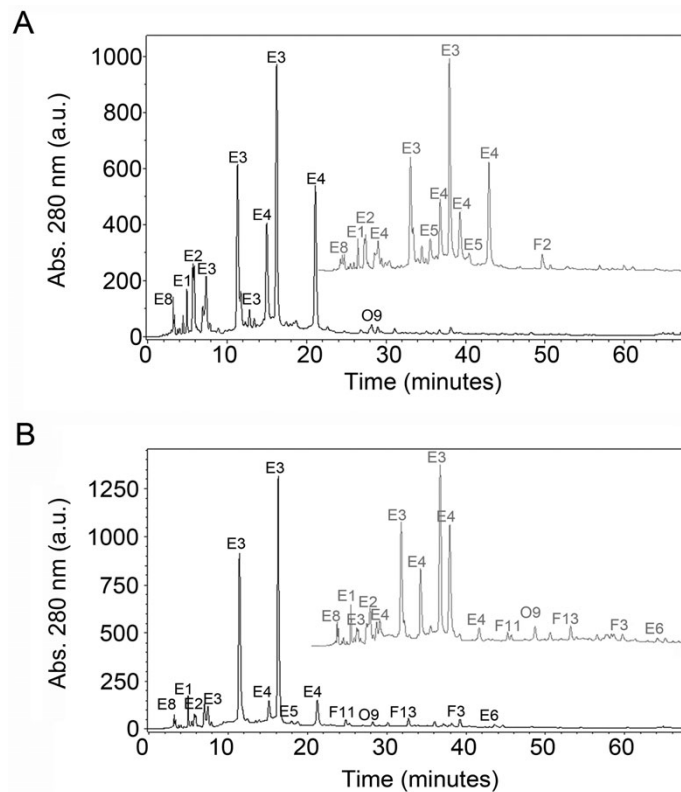 A
Abs. 280 nm (a.u.)
1000
800
600
400
200
0
E8
E1
E2
E3
E3
E3
E4
E3
E4
O9
E8
E1
E2
E4
E3
E5
E4
E3
E4
E5
E4
F2
0 10 20 30 40 50 60
Time (minutes)
B
Abs. 280 nm (a.u.)
1250
1000
750
500
250
0
E8
E1
E2
E3
E3
E4
E3
E5
E4
F11
O9
F13
F3
E6
E8
E1
E3
E2
E4
E3
E4
E3
E4
E4
F11
O9
F13
F3
E6
0 10 20 30 40 50 60
Time (minutes)